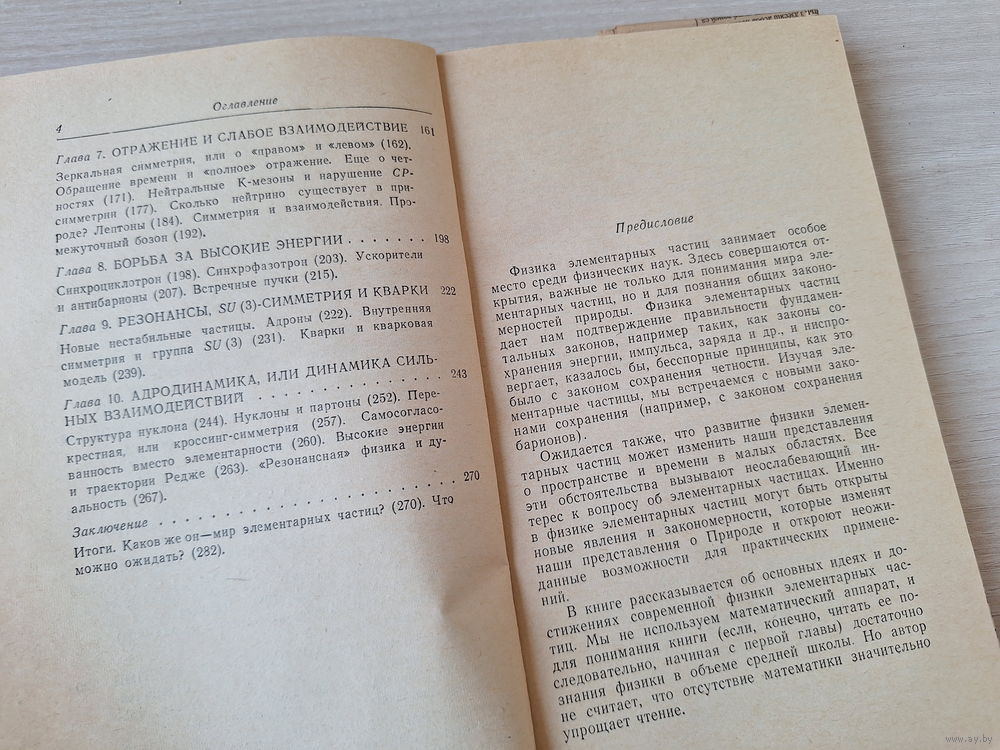 4
Оглавление
Глава 7. ОТРАЖЕНИЕ И СЛАБОЕ ВЗАИМОДЕЙСТВИЕ 161
Зеркальная симметрия, или о «правом» и «левом» (162).
Обращение времени и «полное» отражение. Еще о чет-
ностях (171). Нейтральные К-мезоны и нарушение CP-
симметрии (177). Сколько нейтрино существует в при-
роде? Лептоны (184). Симметрия и взаимодействия. Про-
межуточный бозон (192).
Глава 8. БОРЬБА ЗА ВЫСОКИЕ ЭНЕРГИИ . . . . . . . 198
Синхроциклотрон (198). Синхрофазотрон (203). Ускорители
и антибарионы (207). Встречные пучки (215).
Глава 9. РЕЗОНАНСЫ, SU (3)-СИММЕТРИЯ И КВАРКИ 222
Новые нестабильные частицы. Адроны (222). Внутренняя
симметрия и группа SU (3) (231). Кварки и кварковая
модель (239).
Глава 10. АДРОДИНАМИКА, ИЛИ ДИНАМИКА СИЛЬ-
НЫХ ВЗАИМОДЕЙСТВИЙ . . . . . . . . . . . . . . . 243
Структура нуклона (244). Нуклоны и партоны (252). Пере-
крестная, или кроссинг-симметрия (257). Самосогласо-
ванность вместо элементарности (260). Высокие энергии
и траектории Редже (263). «Резонансная» физика и ду-
альность (267).
Заключение . . . . . . . . . . . . . . . . . . . . . 270
Итоги. Каков же он—мир элементарных частиц? (270). Что
можно ожидать? (282).
Предисловие
Физика элементарных частиц занимает особое
место среди физических наук. Здесь совершаются от-
крытия, важные не только для понимания мира эле-
ментарных частиц, но и для познания общих законо-
мерностей природы. Физика элементарных частиц
дает нам подтверждение правильности фундамен-
тальных законов, например таких, как законы со-
хранения энергии, импульса, заряда и др., и ниспро-
вергает, казалось бы, бесспорные принципы, как это
было с законом сохранения четности. Изучая эле-
ментарные частицы, мы встречаемся с новыми зако-
нами сохранения (например, с законом сохранения
барионов).
Ожидается также, что развитие физики элемен-
тарных частиц может изменить наши представления
о пространстве и времени в малых областях. Все
эти обстоятельства вызывают неослабевающий ин-
терес к вопросу об элементарных частицах. Именно
в физике элементарных частиц могут быть открыты
новые явления и закономерности, которые изменят
наши представления о Природе и откроют неожи-
данные возможности для практических примене-
ний.
В книге рассказывается об основных идеях и до-
стижениях современной физики элементарных час-
тиц. Мы не используем математический аппарат, и
для понимания книги (если, конечно, читать ее по-
следовательно, начиная с первой главы) достаточно
знания физики в объеме средней школы. Но автор
не считает, что отсутствие математики значительно
упрощает чтение.
www.ay.by